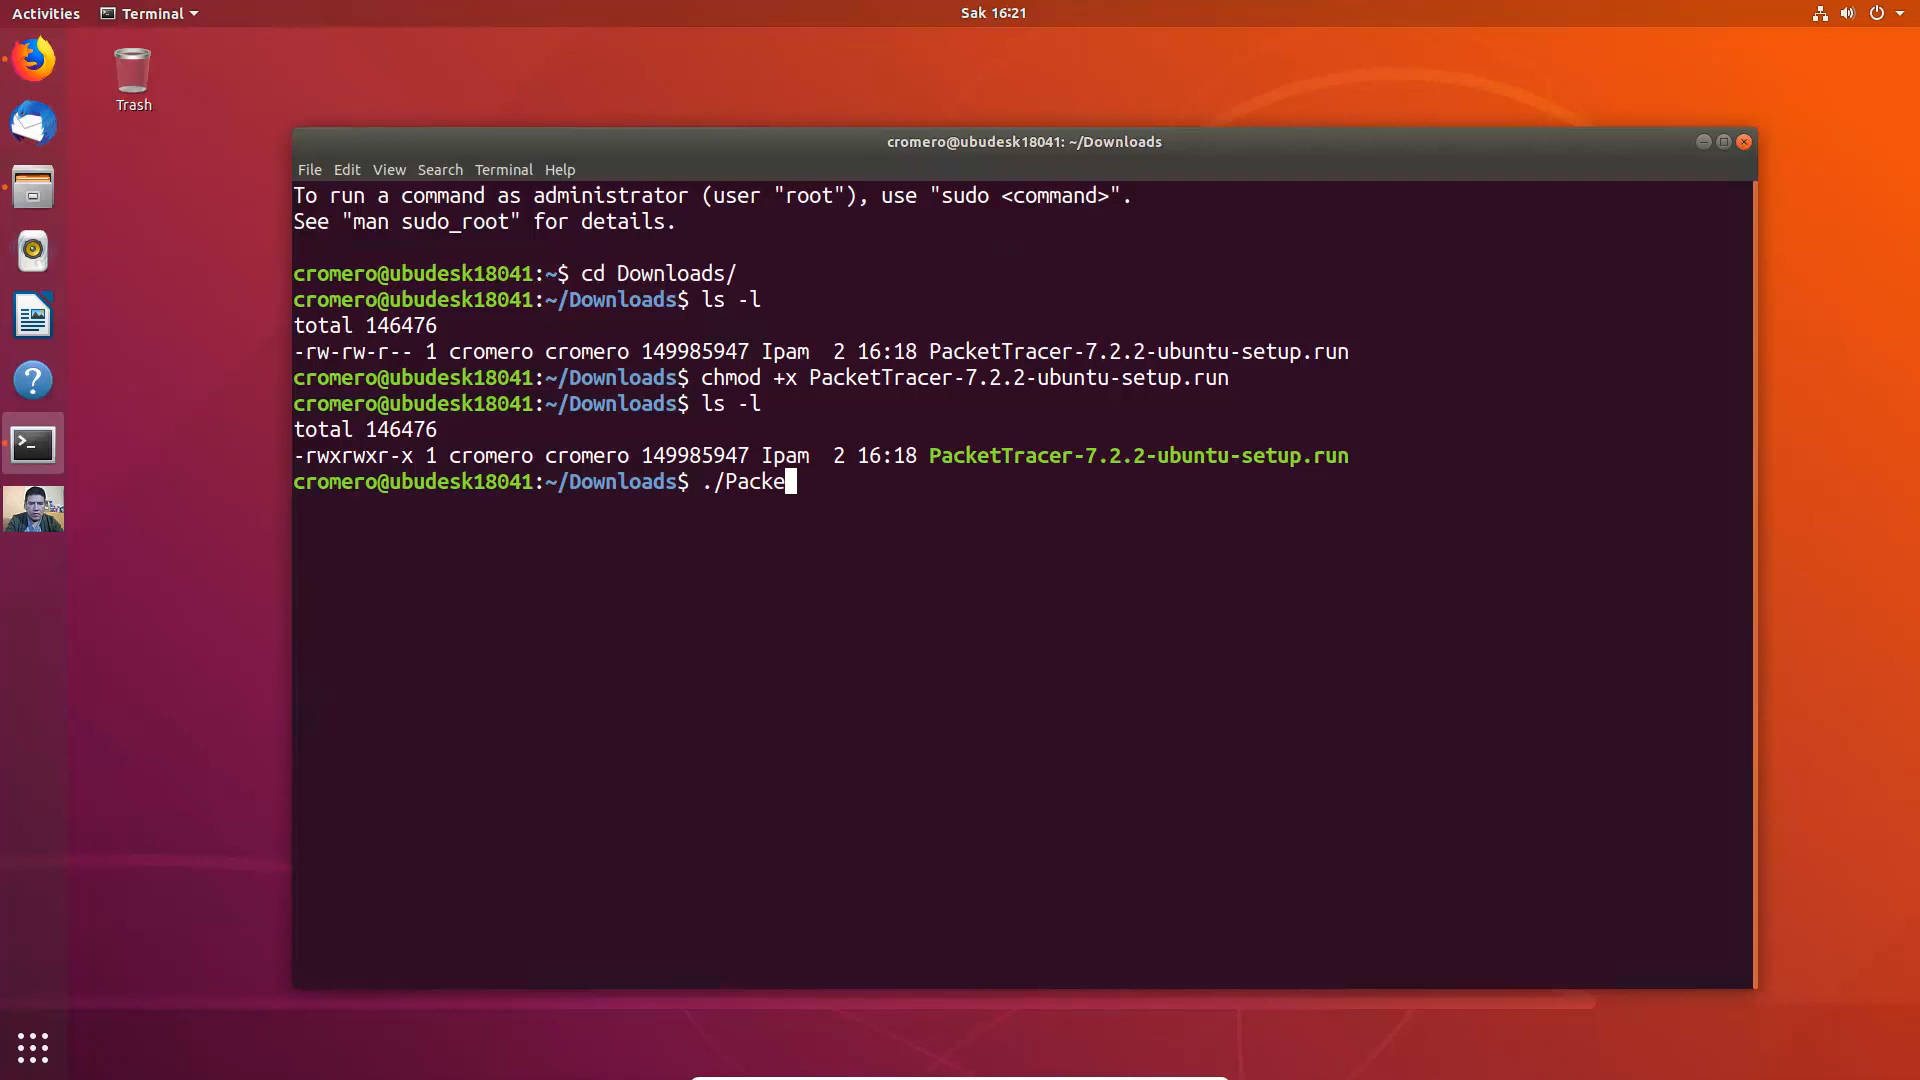 Activities Terminal Sak 16:21
Trash
cromero@ubudesk18041: ~/Downloads
File Edit View Search Terminal Help
To run a command as administrator (user "root"), use "sudo <command>".
See "man sudo_root" for details.
cromero@ubudesk18041:~$ cd Downloads/
cromero@ubudesk18041:~/Downloads$ ls -l
total 146476
-rw-rw-r-- 1 cromero cromero 149985947 Ipam  2 16:18 PacketTracer-7.2.2-ubuntu-setup.run
cromero@ubudesk18041:~/Downloads$ chmod +x PacketTracer-7.2.2-ubuntu-setup.run
cromero@ubudesk18041:~/Downloads$ ls -l
total 146476
-rwxrwxr-x 1 cromero cromero 149985947 Ipam  2 16:18 PacketTracer-7.2.2-ubuntu-setup.run
cromero@ubudesk18041:~/Downloads$ ./Packe